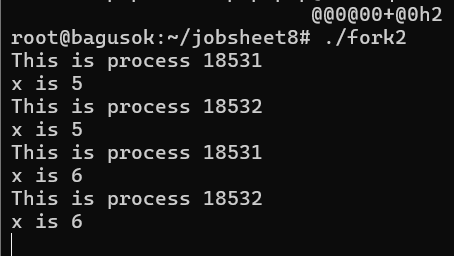 @@0@00+@0h2
root@bagusok:~/jobsheet8# ./fork2
This is process 18531
x is 5
This is process 18532
x is 5
This is process 18531
x is 6
This is process 18532
x is 6